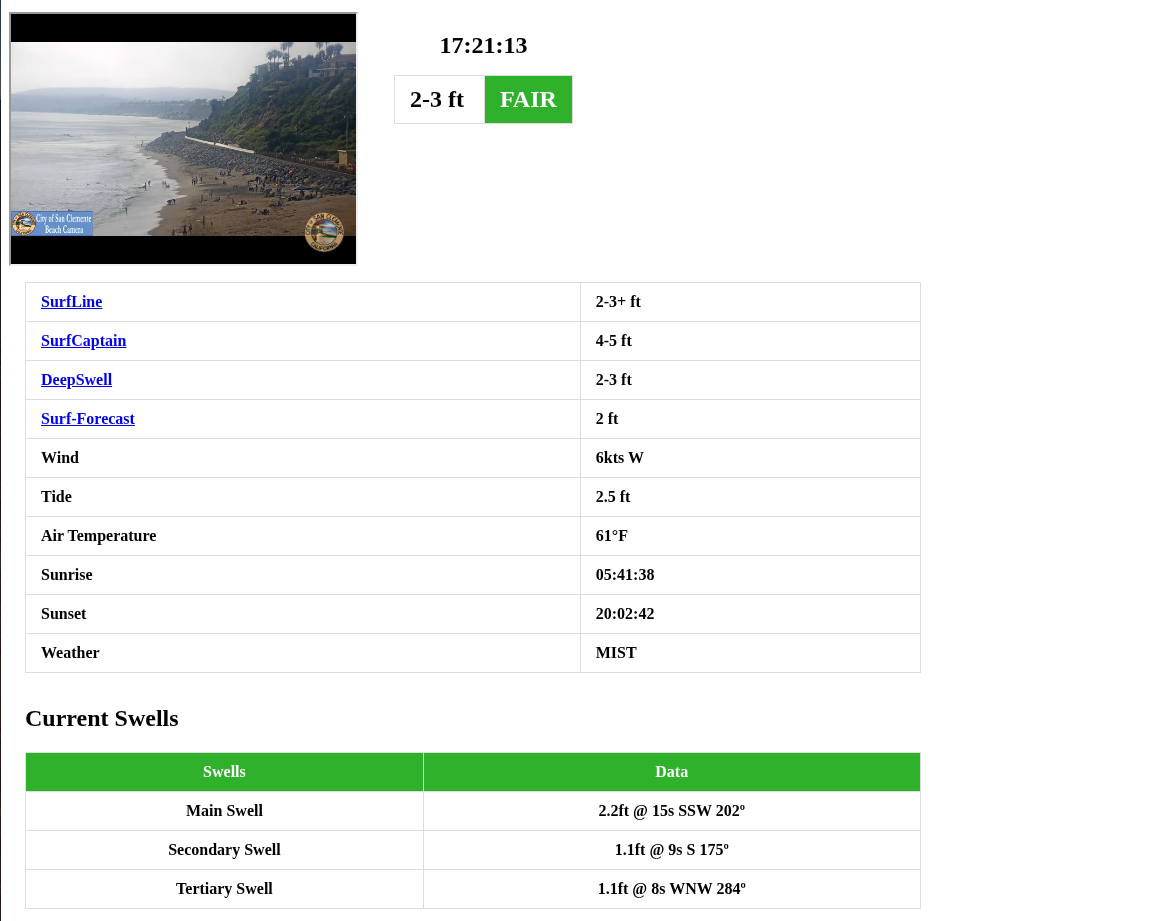 City of San Clemente
Beach Camera
17:21:13
2-3 ft FAIR
SurfLine 2-3+ ft
SurfCaptain 4-5 ft
DeepSwell 2-3 ft
Surf-Forecast 2 ft
Wind 6kts W
Tide 2.5 ft
Air Temperature 61°F
Sunrise 05:41:38
Sunset 20:02:42
Weather MIST
Current Swells
Swells Data
Main Swell 2.2ft @ 15s SSW 202º
Secondary Swell 1.1ft @ 9s S 175º
Tertiary Swell 1.1ft @ 8s WNW 284º